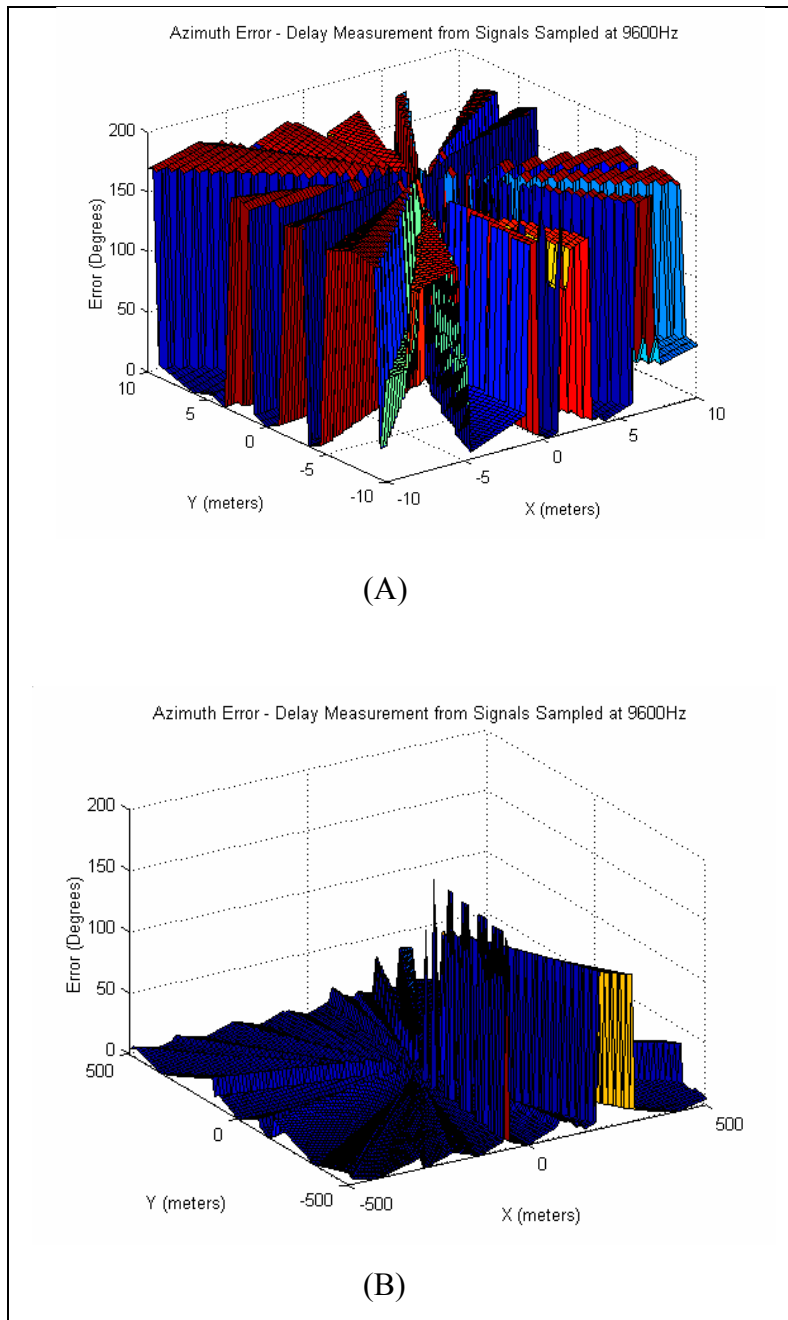 Azimuth Error - Delay Measurement from Signals Sampled at 9600Hz
200
150
100
50
0
Error (Degrees)
10
5
0
-5
-10
Y (meters)
-10
-5
0
5
10
X (meters)
(A)
Azimuth Error - Delay Measurement from Signals Sampled at 9600Hz
200
150
100
50
0
Error (Degrees)
500
0
-500
Y (meters)
-500
0
500
X (meters)
(B)